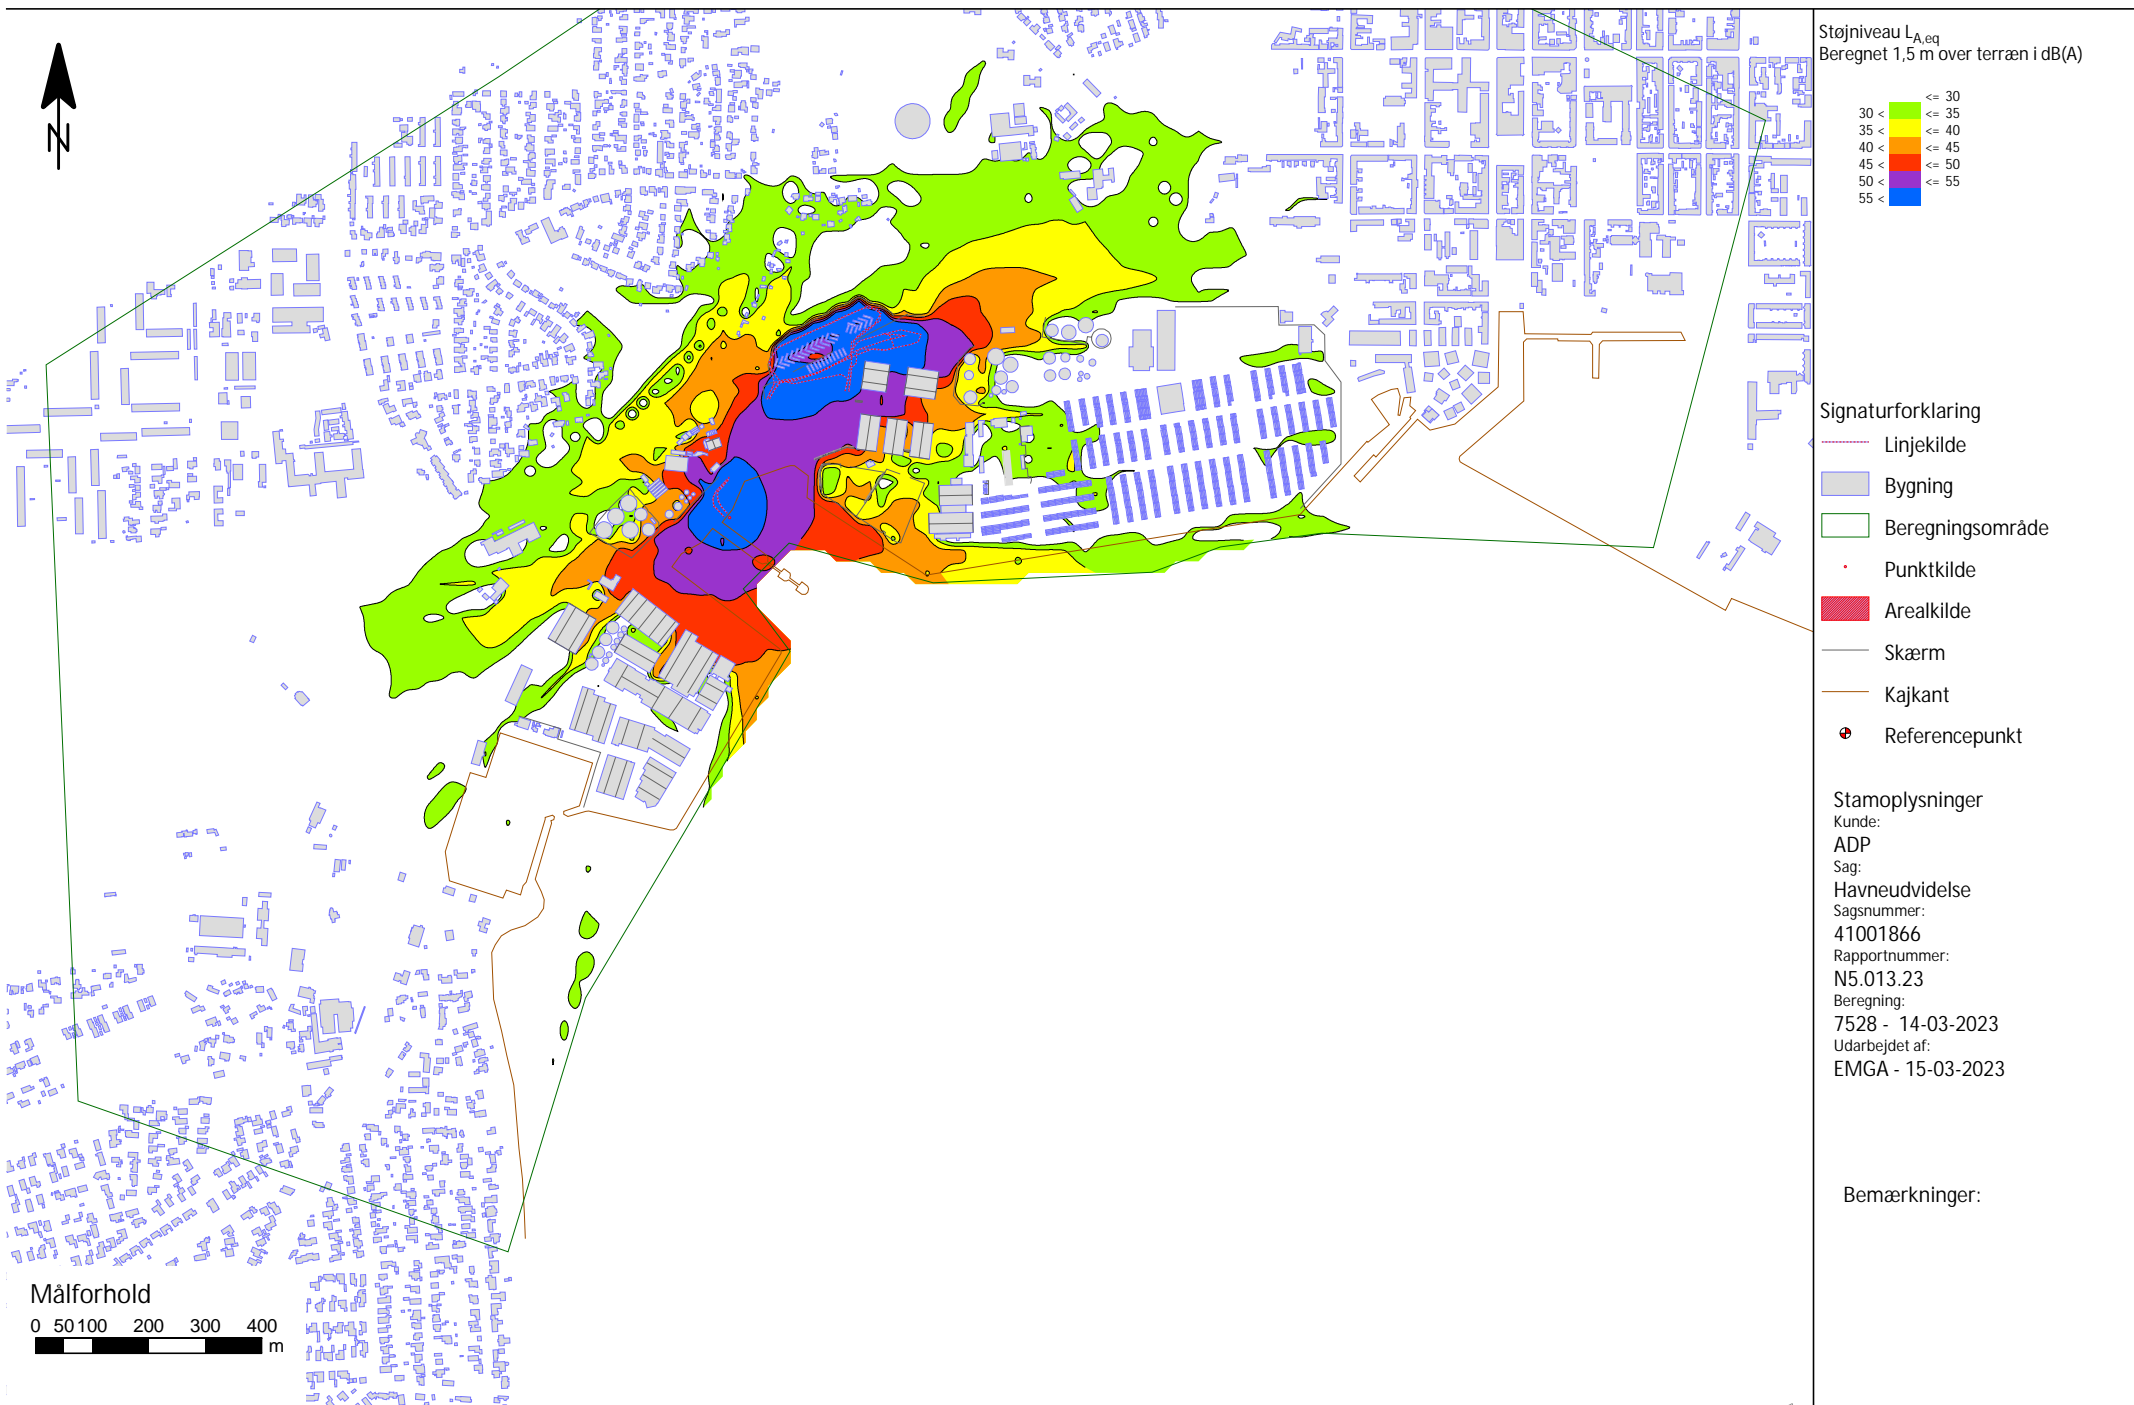 N
Støjniveau L A,eq
Beregnet 1,5 m over terræn i dB(A)
<= 30
30 < <= 35
35 < <= 40
40 < <= 45
45 < <= 50
50 < <= 55
55 <
Signaturforklaring
Linjekilde
Bygning
Beregningsområde
Punktkilde
Arealkilde
Skærm
Kajkant
Referencepunkt
Stamoplysninger
Kunde:
ADP
Sag:
Havneudvidelse
Sagsnummer:
41001866
Rapportnummer:
N5.013.23
Beregning:
7528 - 14-03-2023
Udarbejdet af:
EMGA - 15-03-2023
Bemærkninger:
Målforhold
0 50 100 200 300 400
m